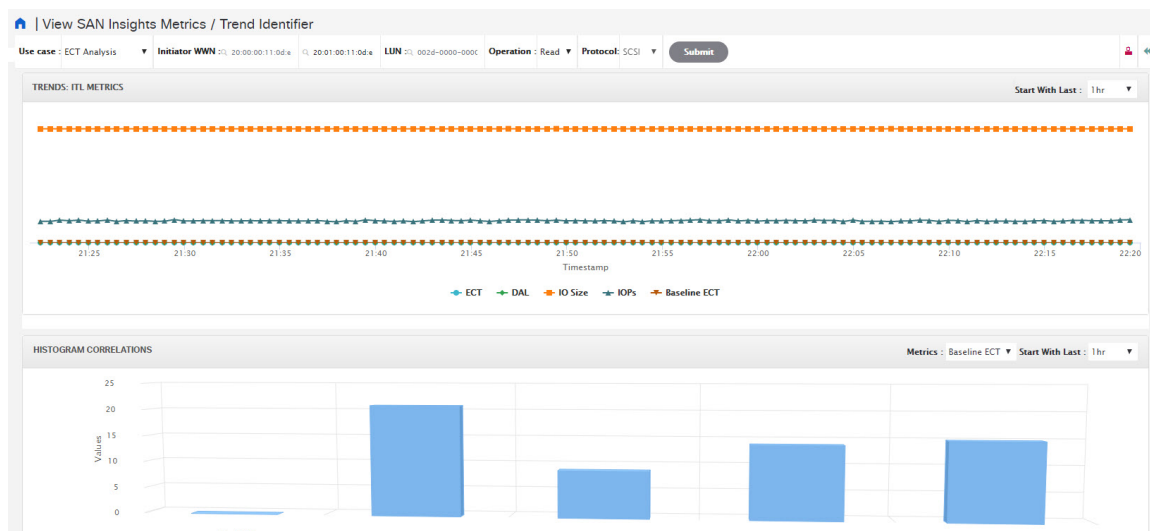 | View SAN Insights Metrics / Trend Identifier
Use case : ECT Analysis Initiator WWN : 20:00:00:11:0d:e 20:01:00:11:0d:e LUN : 002d-0000-000C Operation : Read Protocol: SCSI Submit
TRENDS: ITL METRICS Start With Last : 1hr
21:25 21:30 21:35 21:40 21:45 21:50 21:55 22:00 22:05 22:10 22:15 22:20
Timestamp
ECT DAL IO Size IOPs Baseline ECT
HISTOGRAM CORRELATIONS Metrics : Baseline ECT Start With Last : 1hr
25
20
15
10
5
0
Values